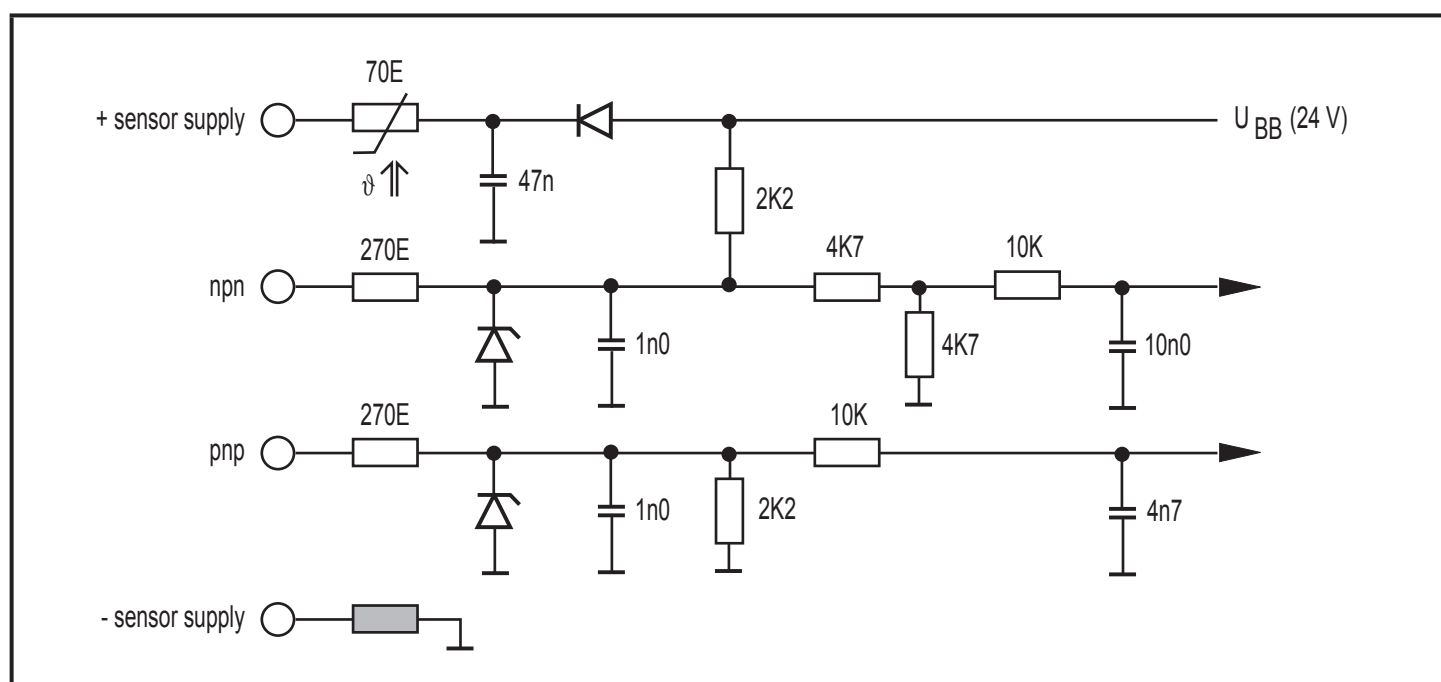 70E
+ sensor supply
U BB (24 V)
ϑ
47n
2K2
270E
4K7
10K
npn
1n0
4K7
10n0
270E
10K
pnp
1n0
2K2
4n7
- sensor supply